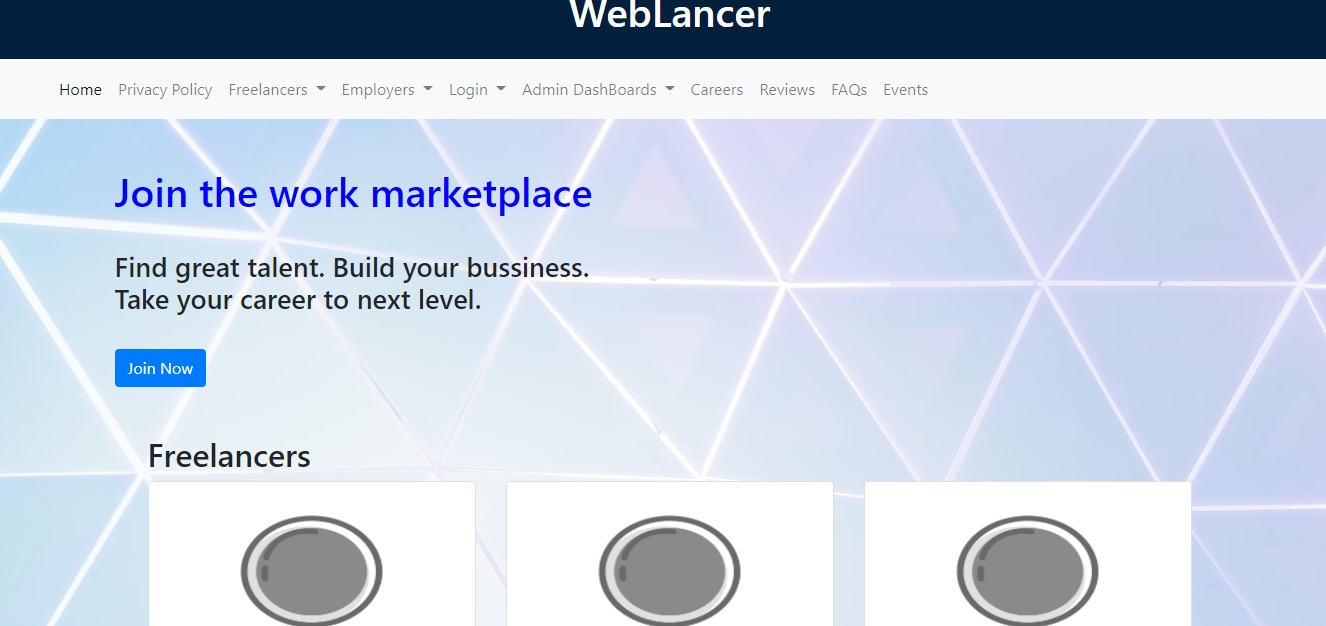 WebLancer
Home Privacy Policy Freelancers Employers Login Admin DashBoards Careers Reviews FAQs Events
Join the work marketplace
Find great talent. Build your bussiness.
Take your career to next level.
Join Now
Freelancers